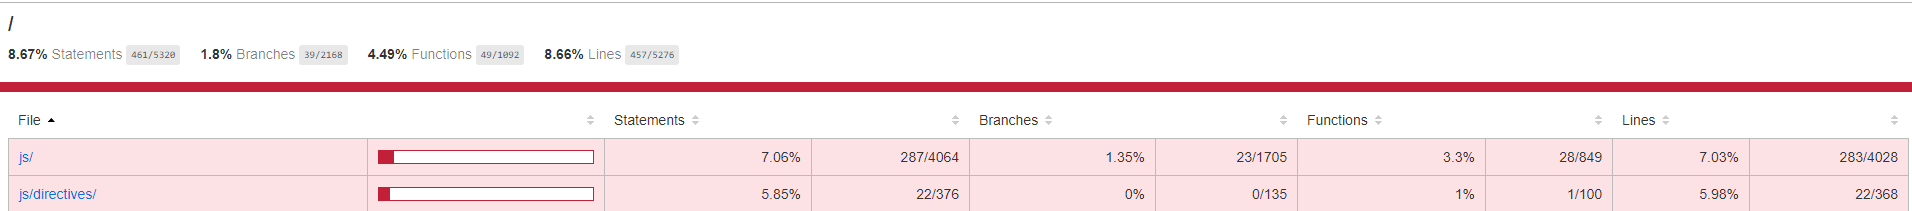 /
8.67% Statements 461/5320 1.8% Branches 39/2168 4.49% Functions 49/1092 8.66% Lines 457/5276
File Statements Branches Functions Lines
js/ 7.06% 287/4064 1.35% 23/1705 3.3% 28/849 7.03% 283/4028
js/directives/ 5.85% 22/376 0% 0/135 1% 1/100 5.98% 22/368